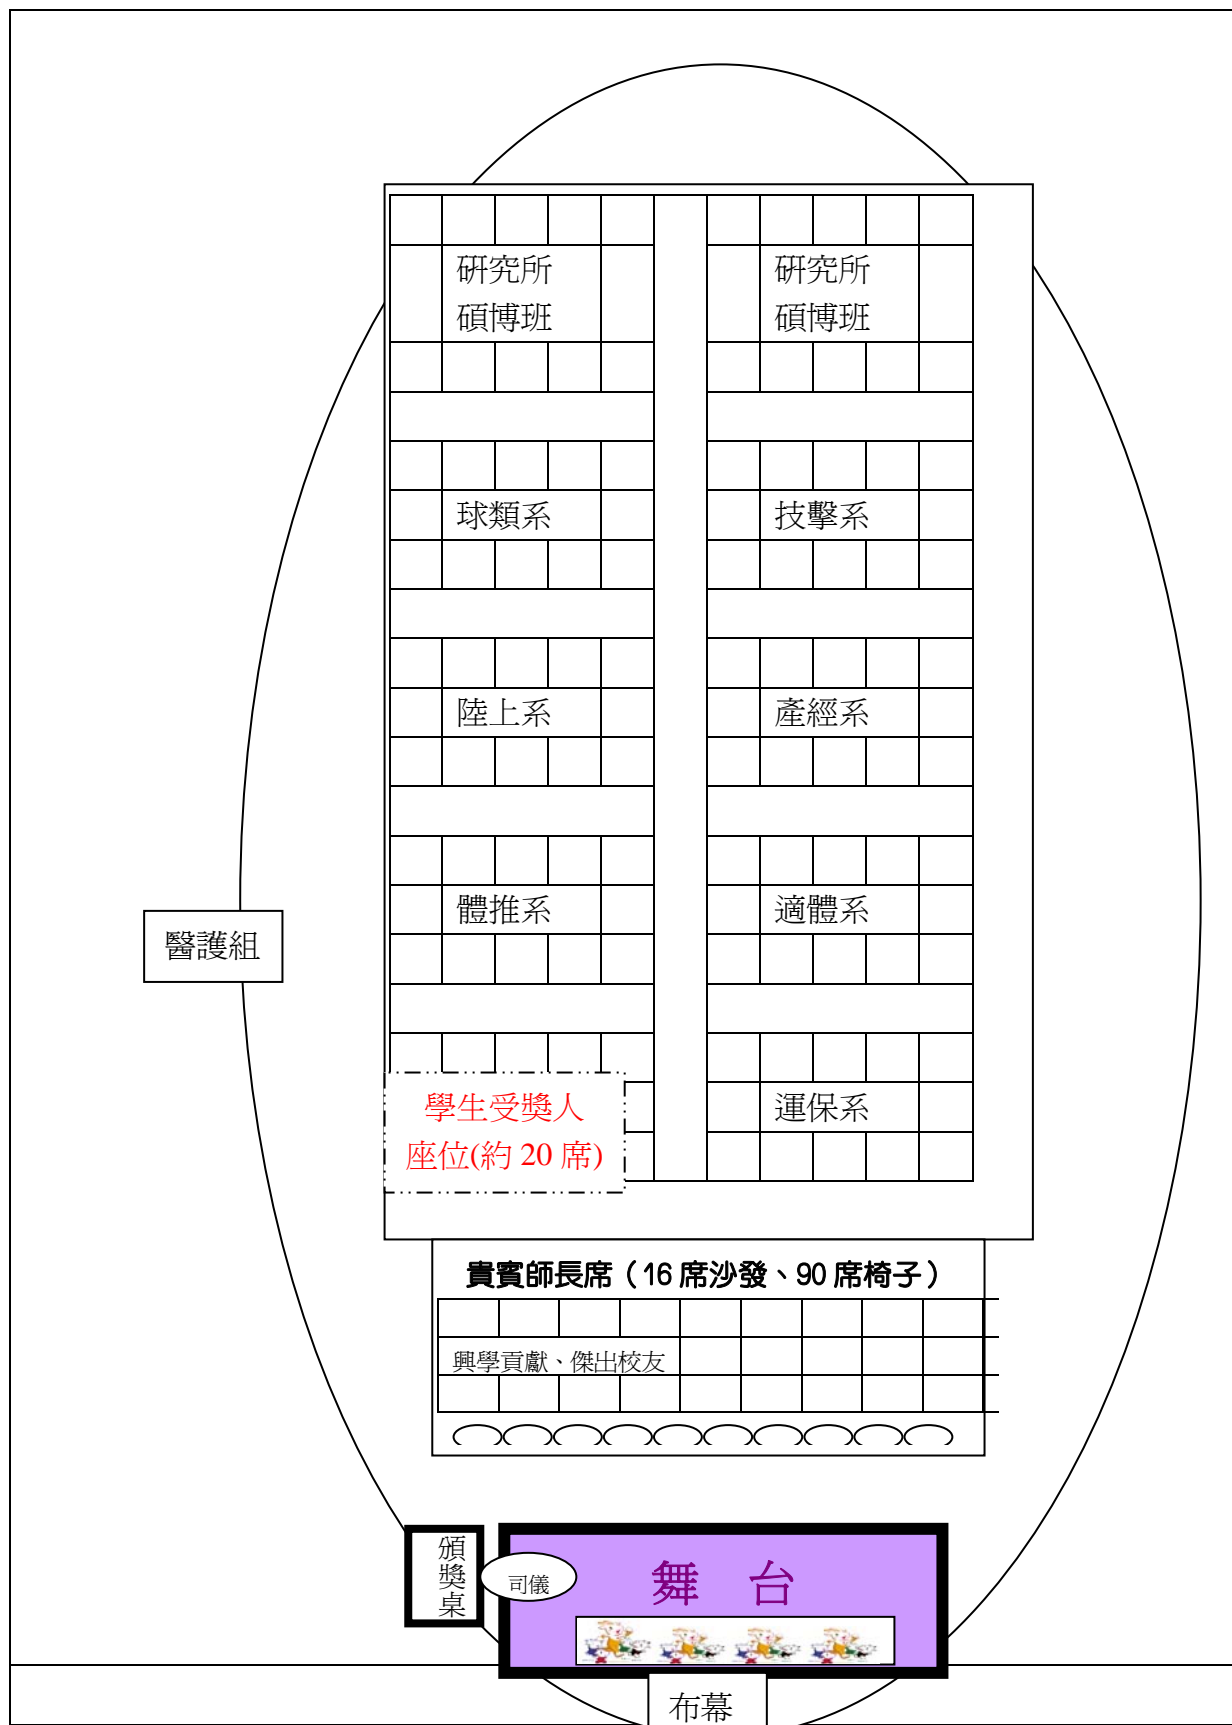 研究所
碩博班
研究所
碩博班
球類系
技擊系
陸上系
產經系
體推系
適體系
醫護組
學生受獎人
座位(約 20 席)
運保系
貴賓師長席（16 席沙發、90 席椅子）
興學貢獻、傑出校友
頒獎桌
司儀
舞 台
布幕